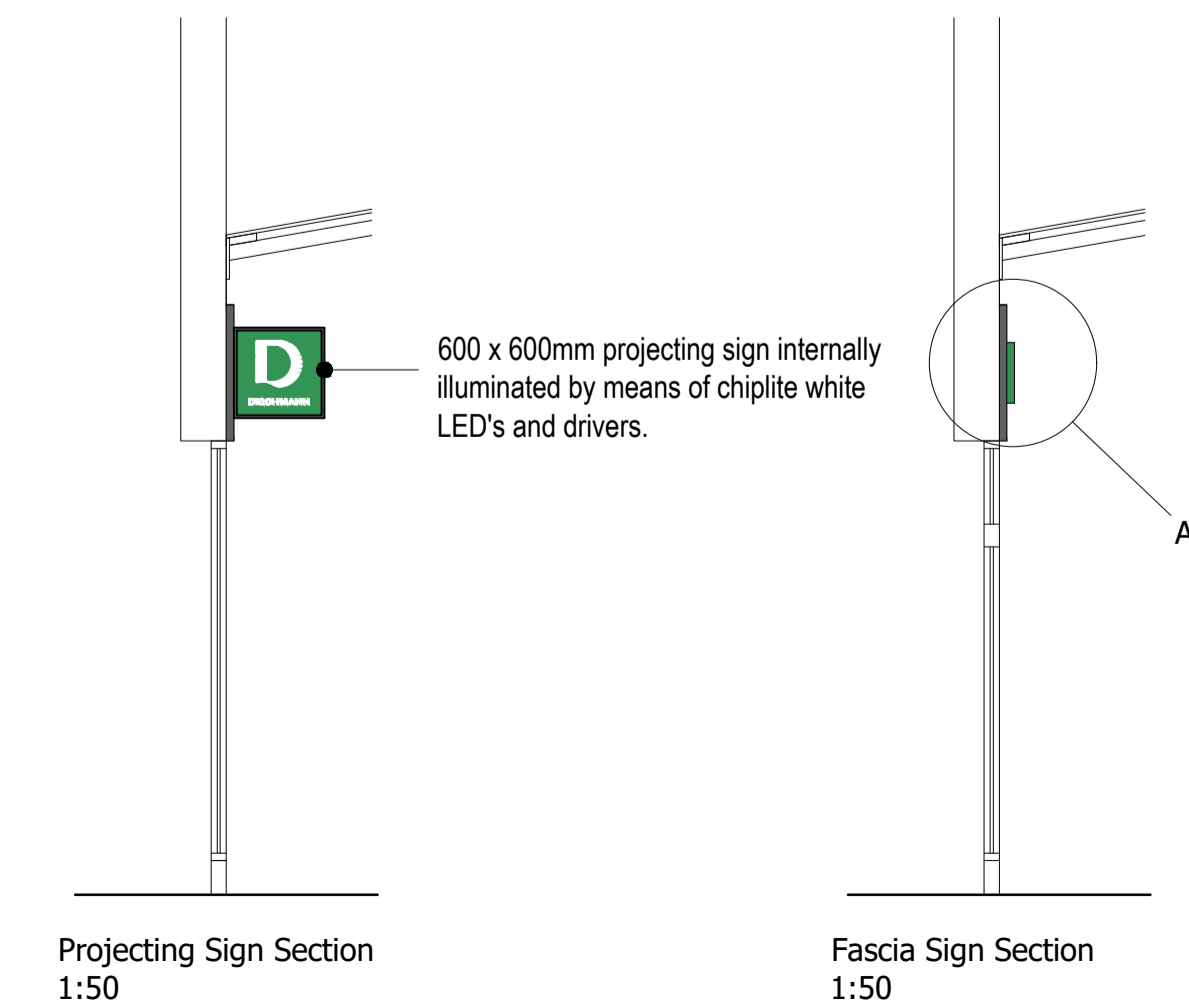 D
600 x 600mm projecting sign internally
illuminated by means of chiplite white
LED's and drivers.
A
Projecting Sign Section
1:50
Fascia Sign Section
1:50